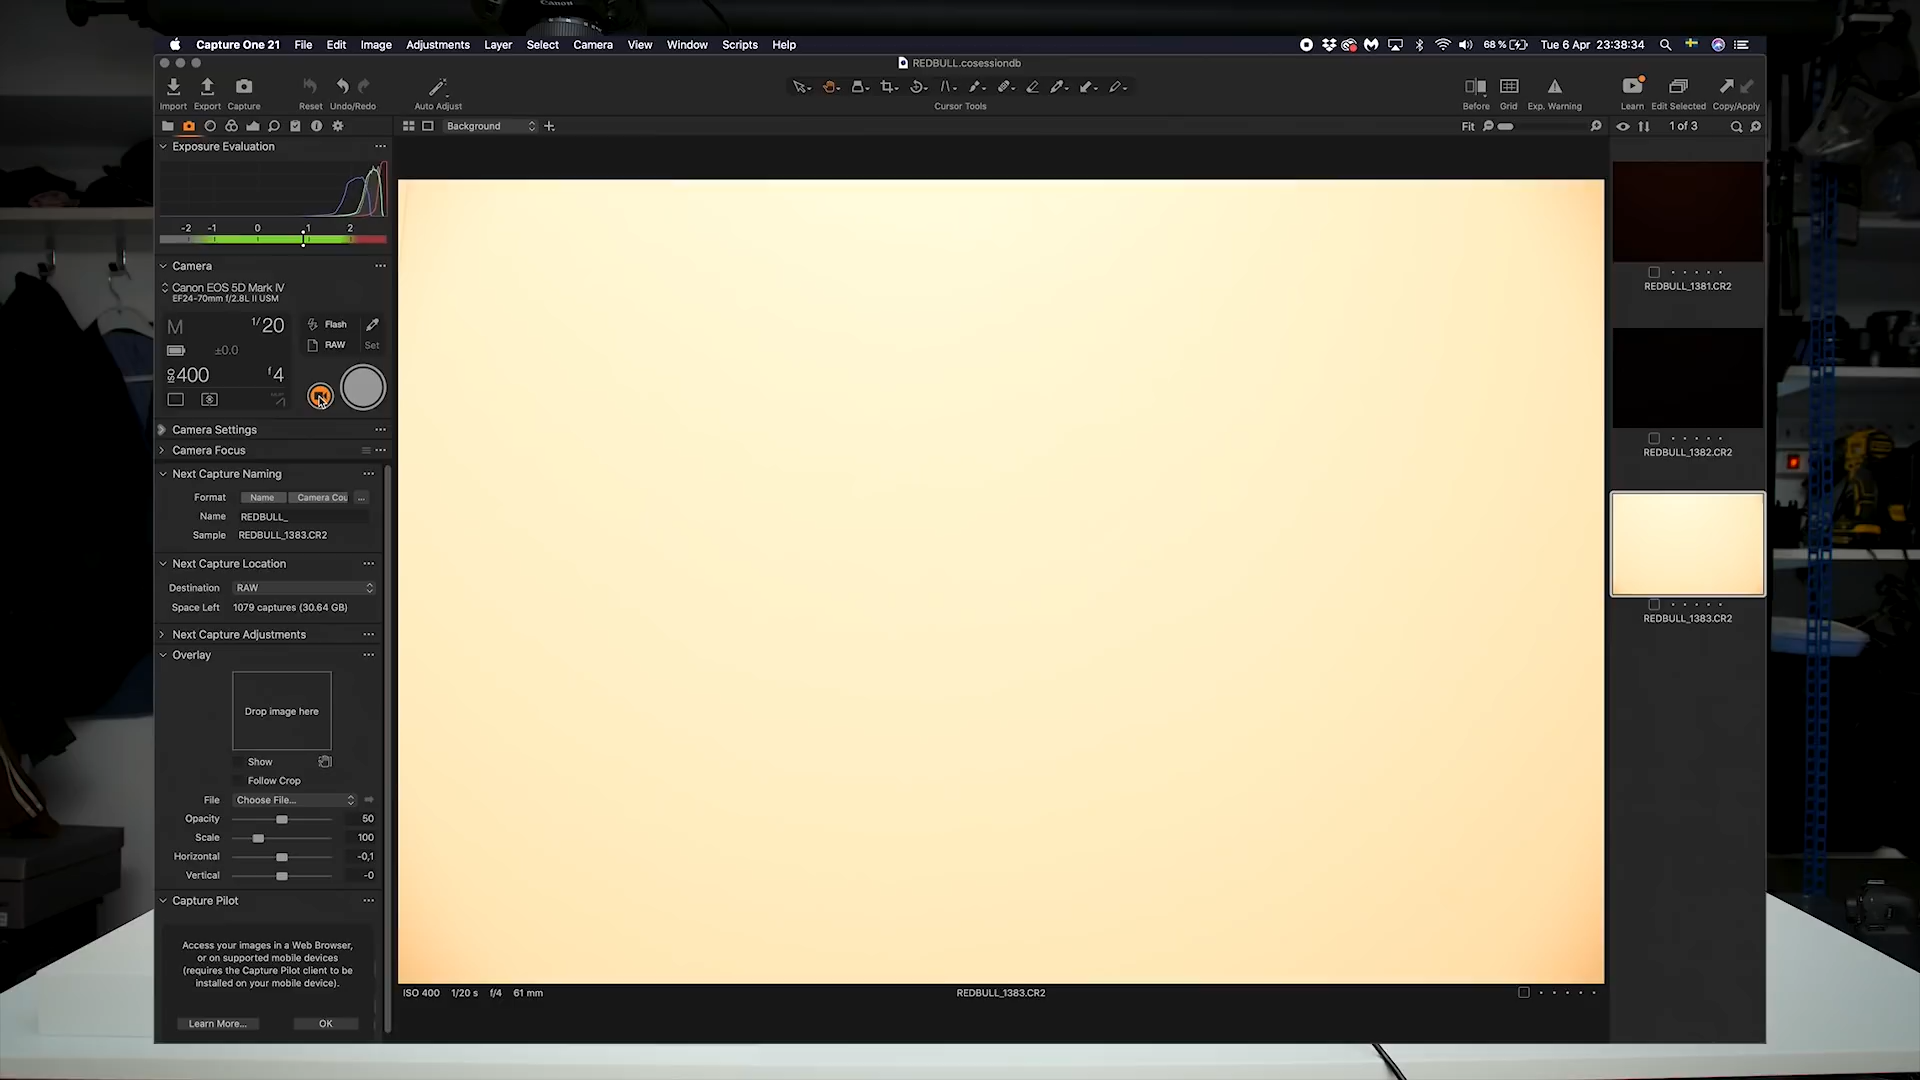 Canon
Capture One 21 File Edit Image Adjustments Layer Select Camera View Window Scripts Help 68 % Tue 6 Apr 23:38:34
REDBULL.cosessiondb
Import Export Capture Reset Undo/Redo Auto Adjust Cursor Tools Before Grid Exp. Warning Learn Edit Selected Copy/Apply
Background Fit 1 of 3
Exposure Evaluation
-2 -1 0 1 2
Camera
Canon EOS 5D Mark IV
EF24-70mm f/2.8L II USM
M 1/20 Flash
±0.0 RAW Set
ISO 400 f4
Camera Settings
Camera Focus
Next Capture Naming
Format Name Camera Cou ...
Name REDBULL_
Sample REDBULL_1383.CR2
Next Capture Location
Destination RAW
Space Left 1079 captures (30.64 GB)
Next Capture Adjustments
Overlay
Drop image here
Show
Follow Crop
File Choose File...
Opacity 50
Scale 100
Horizontal -0,1
Vertical -0
Capture Pilot
Access your images in a Web Browser,
or on supported mobile devices
(requires the Capture Pilot client to be
installed on your mobile device).
Learn More... OK
ISO 400 1/20 s f/4 61 mm REDBULL_1383.CR2
REDBULL_1381.CR2
REDBULL_1382.CR2
REDBULL_1383.CR2